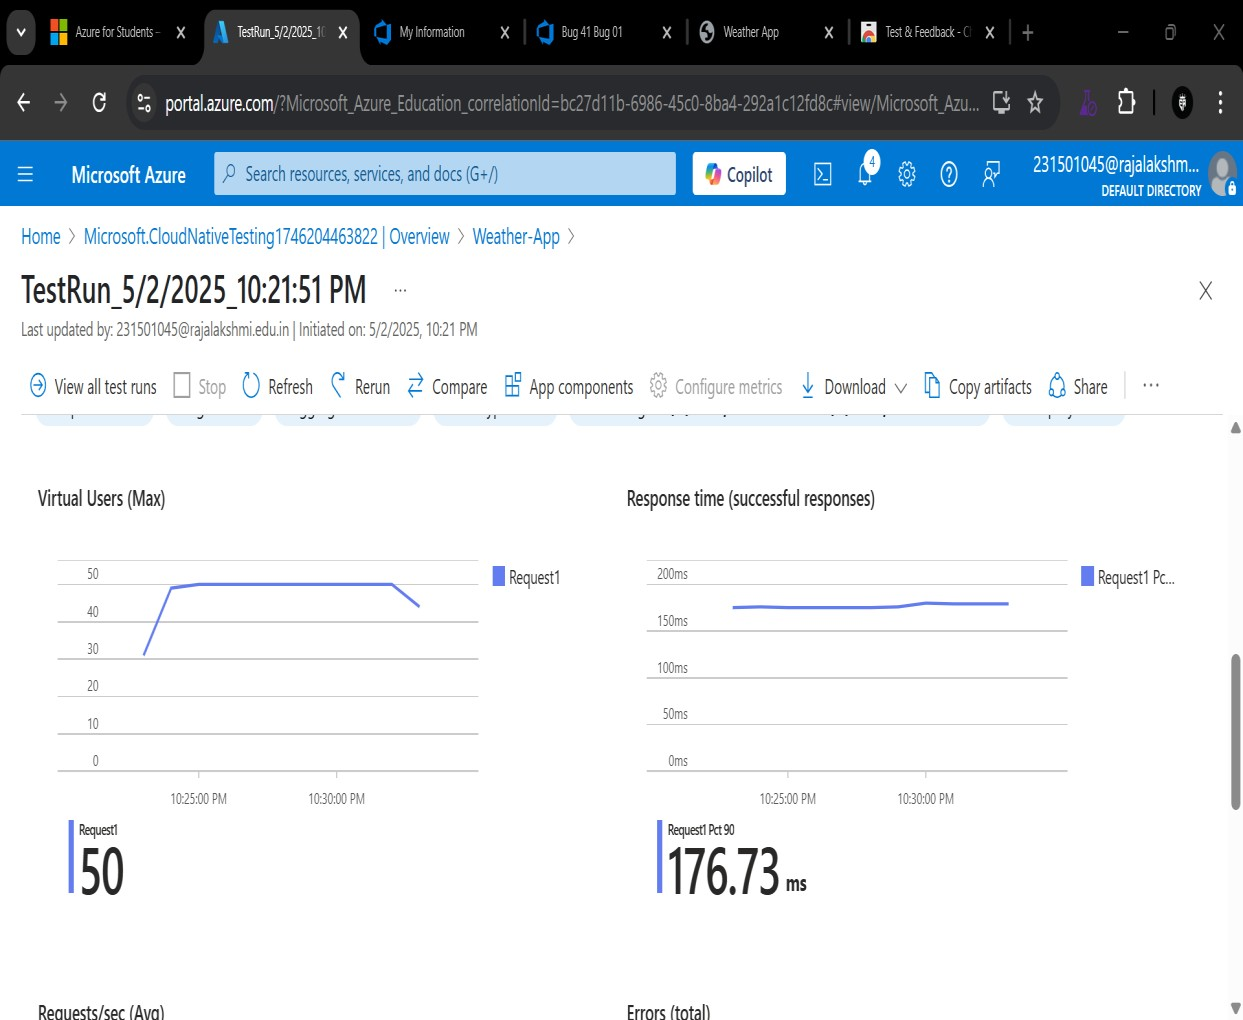 Azure for Students -
TestRun_5/2/2025_10
My Information
Bug 41 Bug 01
Weather App
Test & Feedback - C
portal.azure.com/?Microsoft_Azure_Education_correlationId=bc27d11b-6986-45c0-8ba4-292a1c12fd8c#view/Microsoft_Azu...
Microsoft Azure
Search resources, services, and docs (G+/)
Copilot
4
231501045@rajalakshm...
DEFAULT DIRECTORY
Home > Microsoft.CloudNativeTesting1746204463822 | Overview > Weather-App >
TestRun_5/2/2025_10:21:51 PM ...
Last updated by: 231501045@rajalakshmi.edu.in | Initiated on: 5/2/2025, 10:21 PM
View all test runs Stop Refresh Rerun Compare App components Configure metrics Download Copy artifacts Share ...
Virtual Users (Max)
50
40
30
20
10
0
10:25:00 PM 10:30:00 PM
Request1
Request1
50
Response time (successful responses)
200ms
150ms
100ms
50ms
0ms
10:25:00 PM 10:30:00 PM
Request1 Pc...
Request1 Pct 90
176.73 ms
Requests/sec (Avg)
Errors (total)